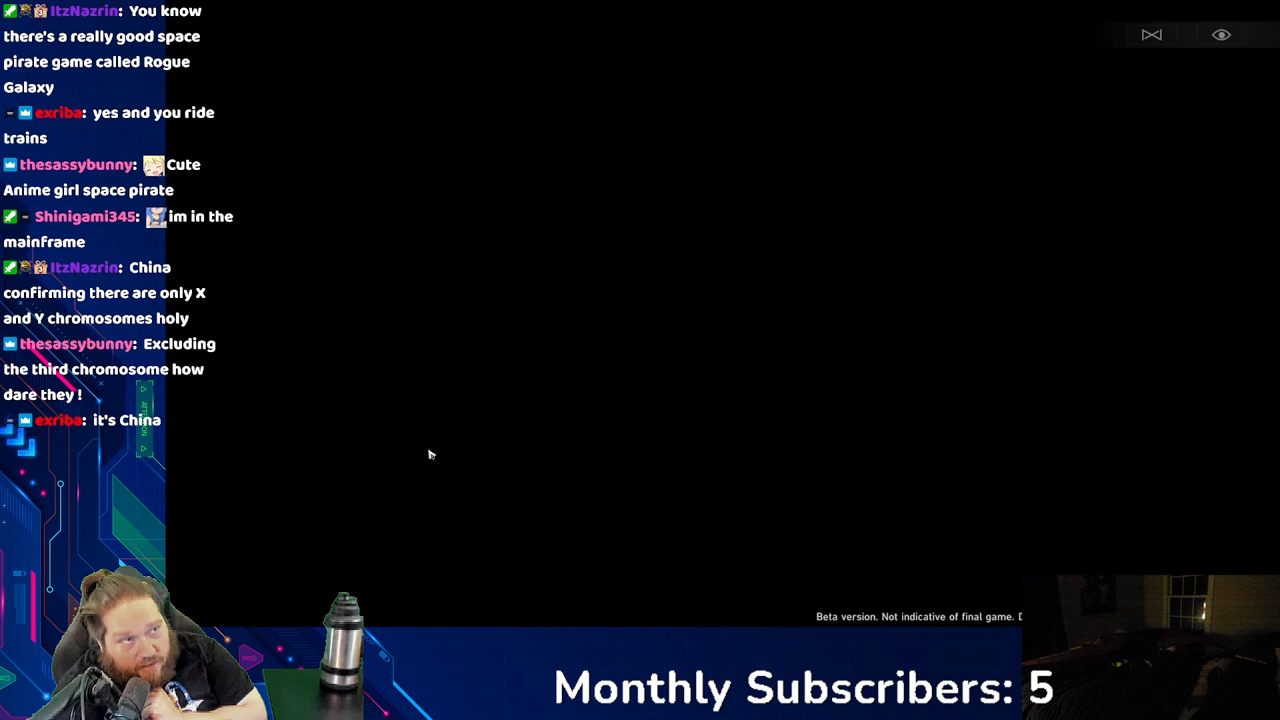 ItzNazrin: You know
there's a really good space
pirate game called Rogue
Galaxy
exriba: yes and you ride
trains
thesassybunny: Cute
Anime girl space pirate
Shinigami345: im in the
mainframe
ItzNazrin: China
confirming there are only X
and Y chromosomes holy
thesassybunny: Excluding
the third chromosome how
dare they !
exriba: it's China
ATTENTION
Beta version. Not indicative of final game. D
Monthly Subscribers: 5